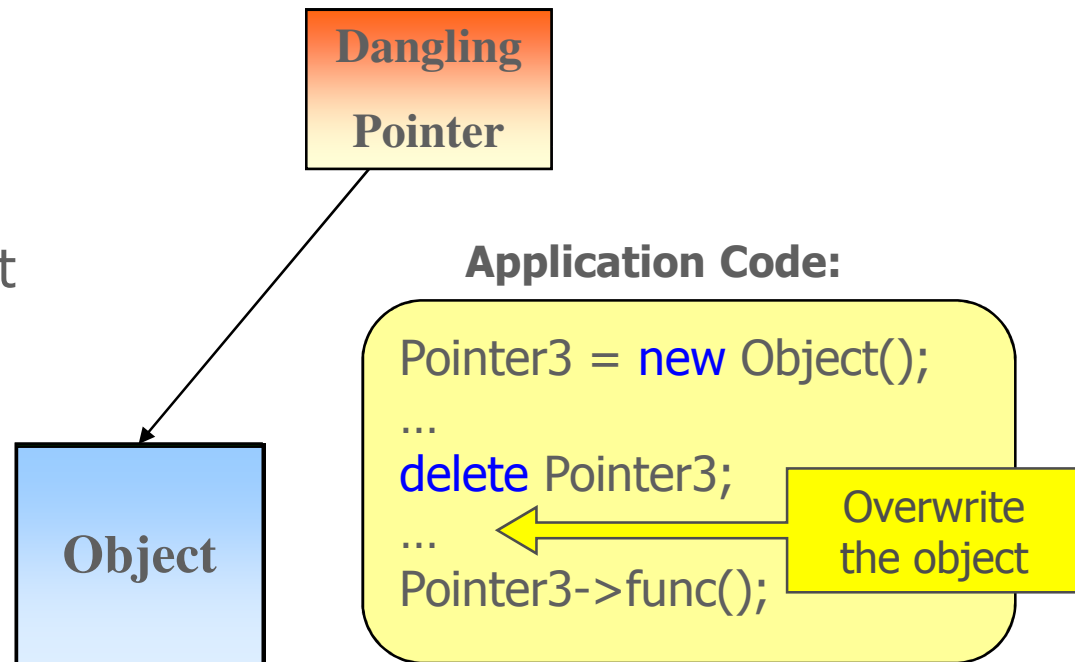 Dangling
Pointer
t
Application Code:
Pointer3 = new Object();
...
delete Pointer3;
...
Pointer3->func();
Overwrite
the object
Object